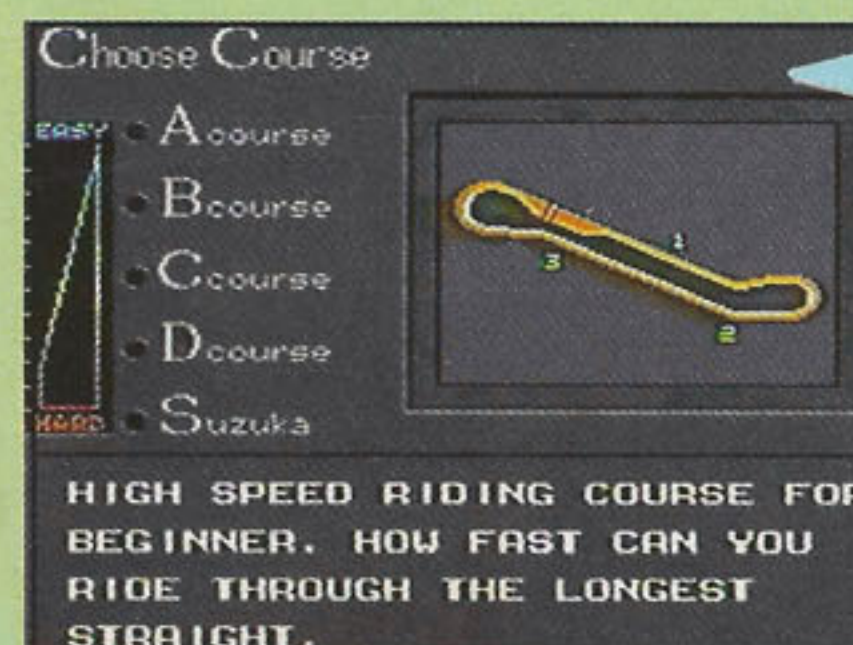 Choose Course
EASY
A course
B course
C course
D course
HARD
Suzuka
1
3
2
HIGH SPEED RIDING COURSE FOR
BEGINNER. HOW FAST CAN YOU
RIDE THROUGH THE LONGEST
STRAIGHT.